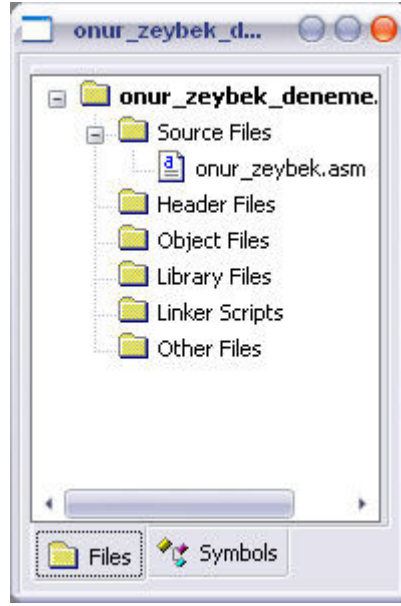 onur_zeybek_d...
onur_zeybek_deneme.
Source Files
onur_zeybek.asm
Header Files
Object Files
Library Files
Linker Scripts
Other Files
Files
Symbols